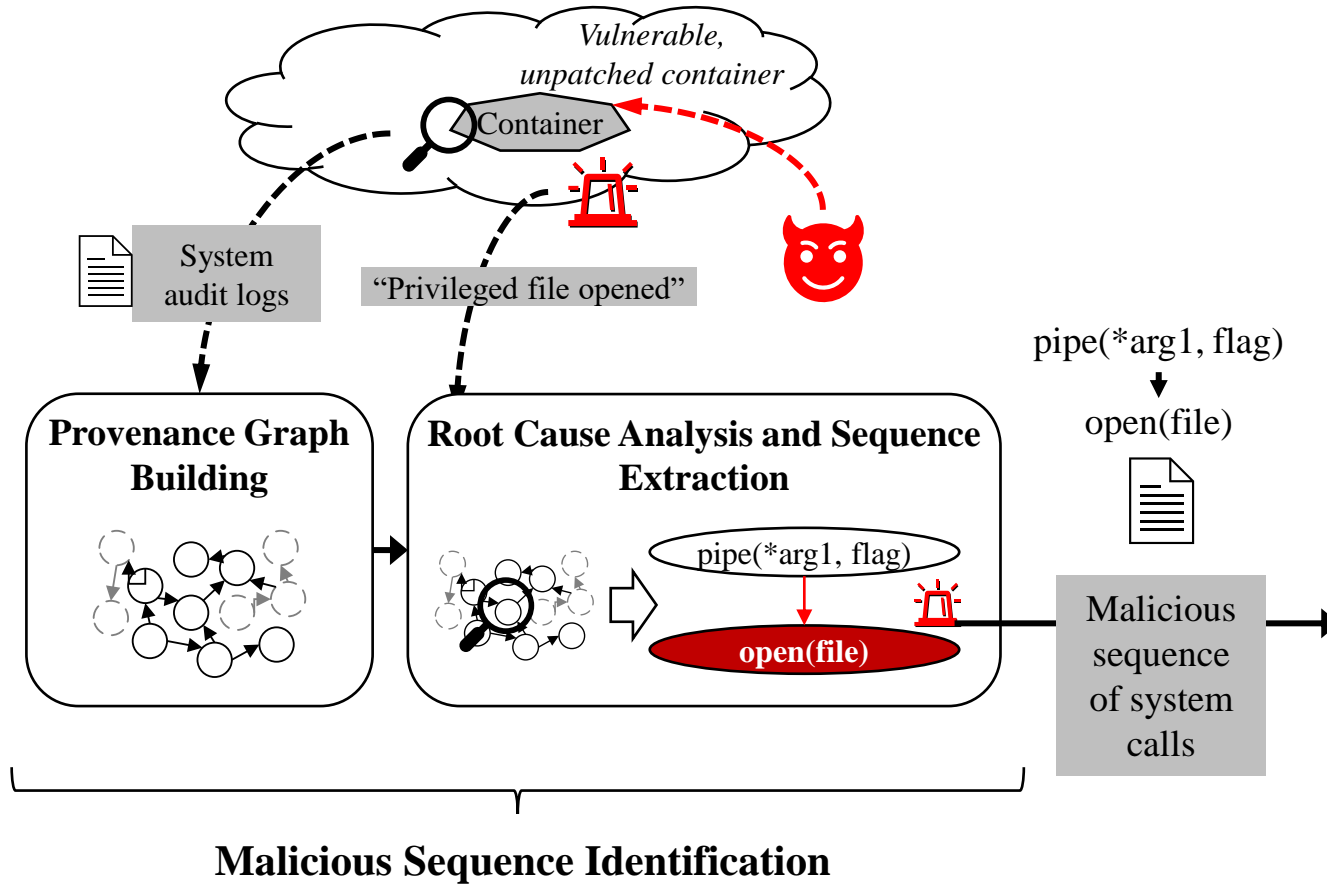 Vulnerable,
unpatched container
Container
System
audit logs
“Privileged file opened”
pipe(*arg1, flag)
open(file)
Provenance Graph
Building
Root Cause Analysis and Sequence
Extraction
pipe(*arg1, flag)
open(file)
Malicious
sequence
of system
calls
Malicious Sequence Identification